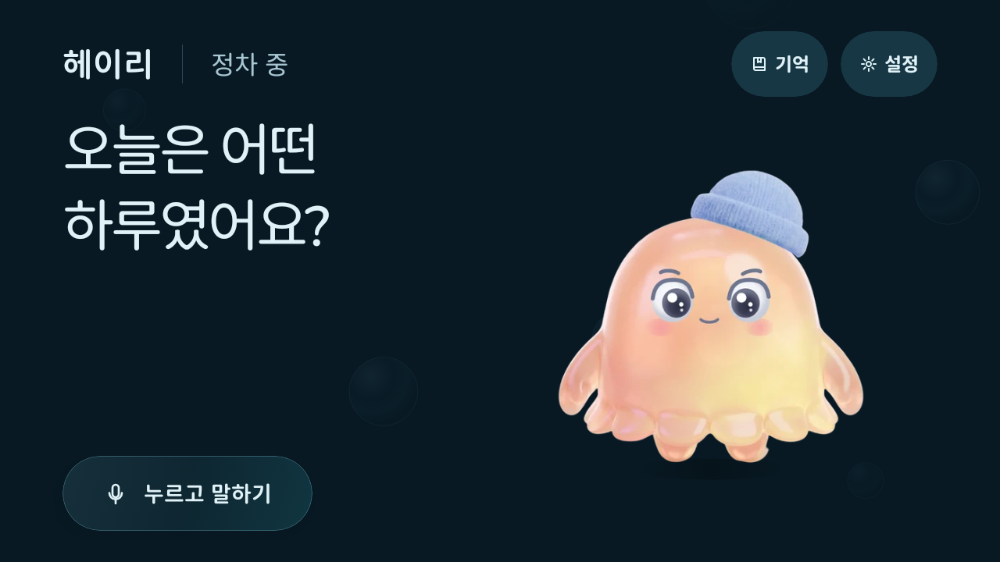 헤이리
정차 중
기억
설정
오늘은 어떤
하루였어요?
누르고 말하기